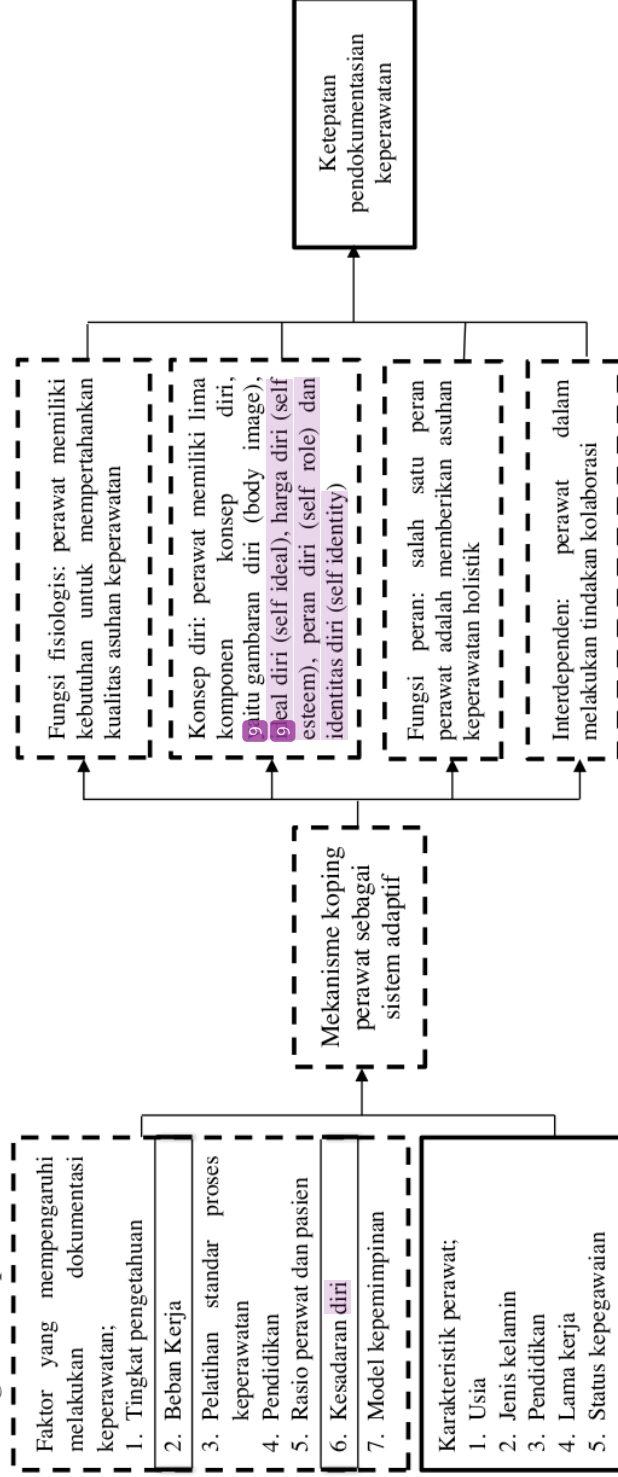 Faktor yang mempengaruhi
melakukan dokumentasi
keperawatan;
1. Tingkat pengetahuan
2. Beban Kerja
3. Pelatihan standar proses
keperawatan
4. Pendidikan
5. Rasio perawat dan pasien
6. Kesadaran diri
7. Model kepemimpinan
Karakteristik perawat;
1. Usia
2. Jenis kelamin
3. Pendidikan
4. Lama kerja
5. Status kepegawaian
Mekanisme koping
perawat sebagai
sistem adaptif
Fungsi fisiologis: perawat memiliki
kebutuhan untuk mempertahankan
kualitas asuhan keperawatan
Konsep diri: perawat memiliki lima
komponen konsep diri,
9 aitu gambaran diri (body image),
9 eal diri (self ideal), harga diri (self
esteem), peran diri (self role) dan
identitas diri (self identity)
Fungsi peran: salah satu peran
perawat adalah memberikan asuhan
keperawatan holistik
Interdependen: perawat dalam
melakukan tindakan kolaborasi
Ketepatan
pendokumentasian
keperawatan